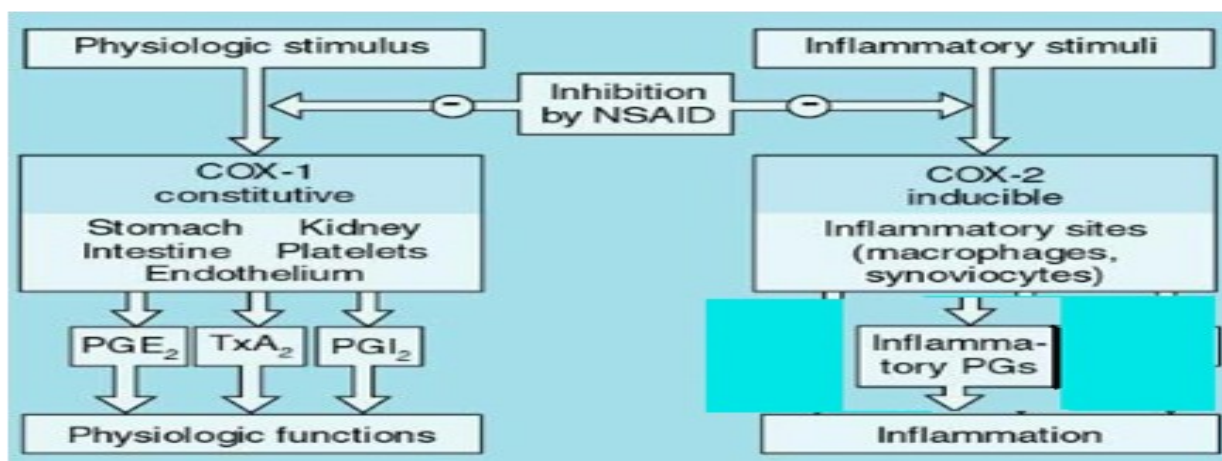 Physiologic stimulus
Inflammatory stimuli
Inhibition
by NSAID
-
-
COX-1
constitutive
Stomach Kidney
Intestine Platelets
Endothelium
COX-2
inducible
Inflammatory sites
(macrophages,
synoviocytes)
PGE2
TxA2
PGI2
Inflamma-
tory PGs
Physiologic functions
Inflammation